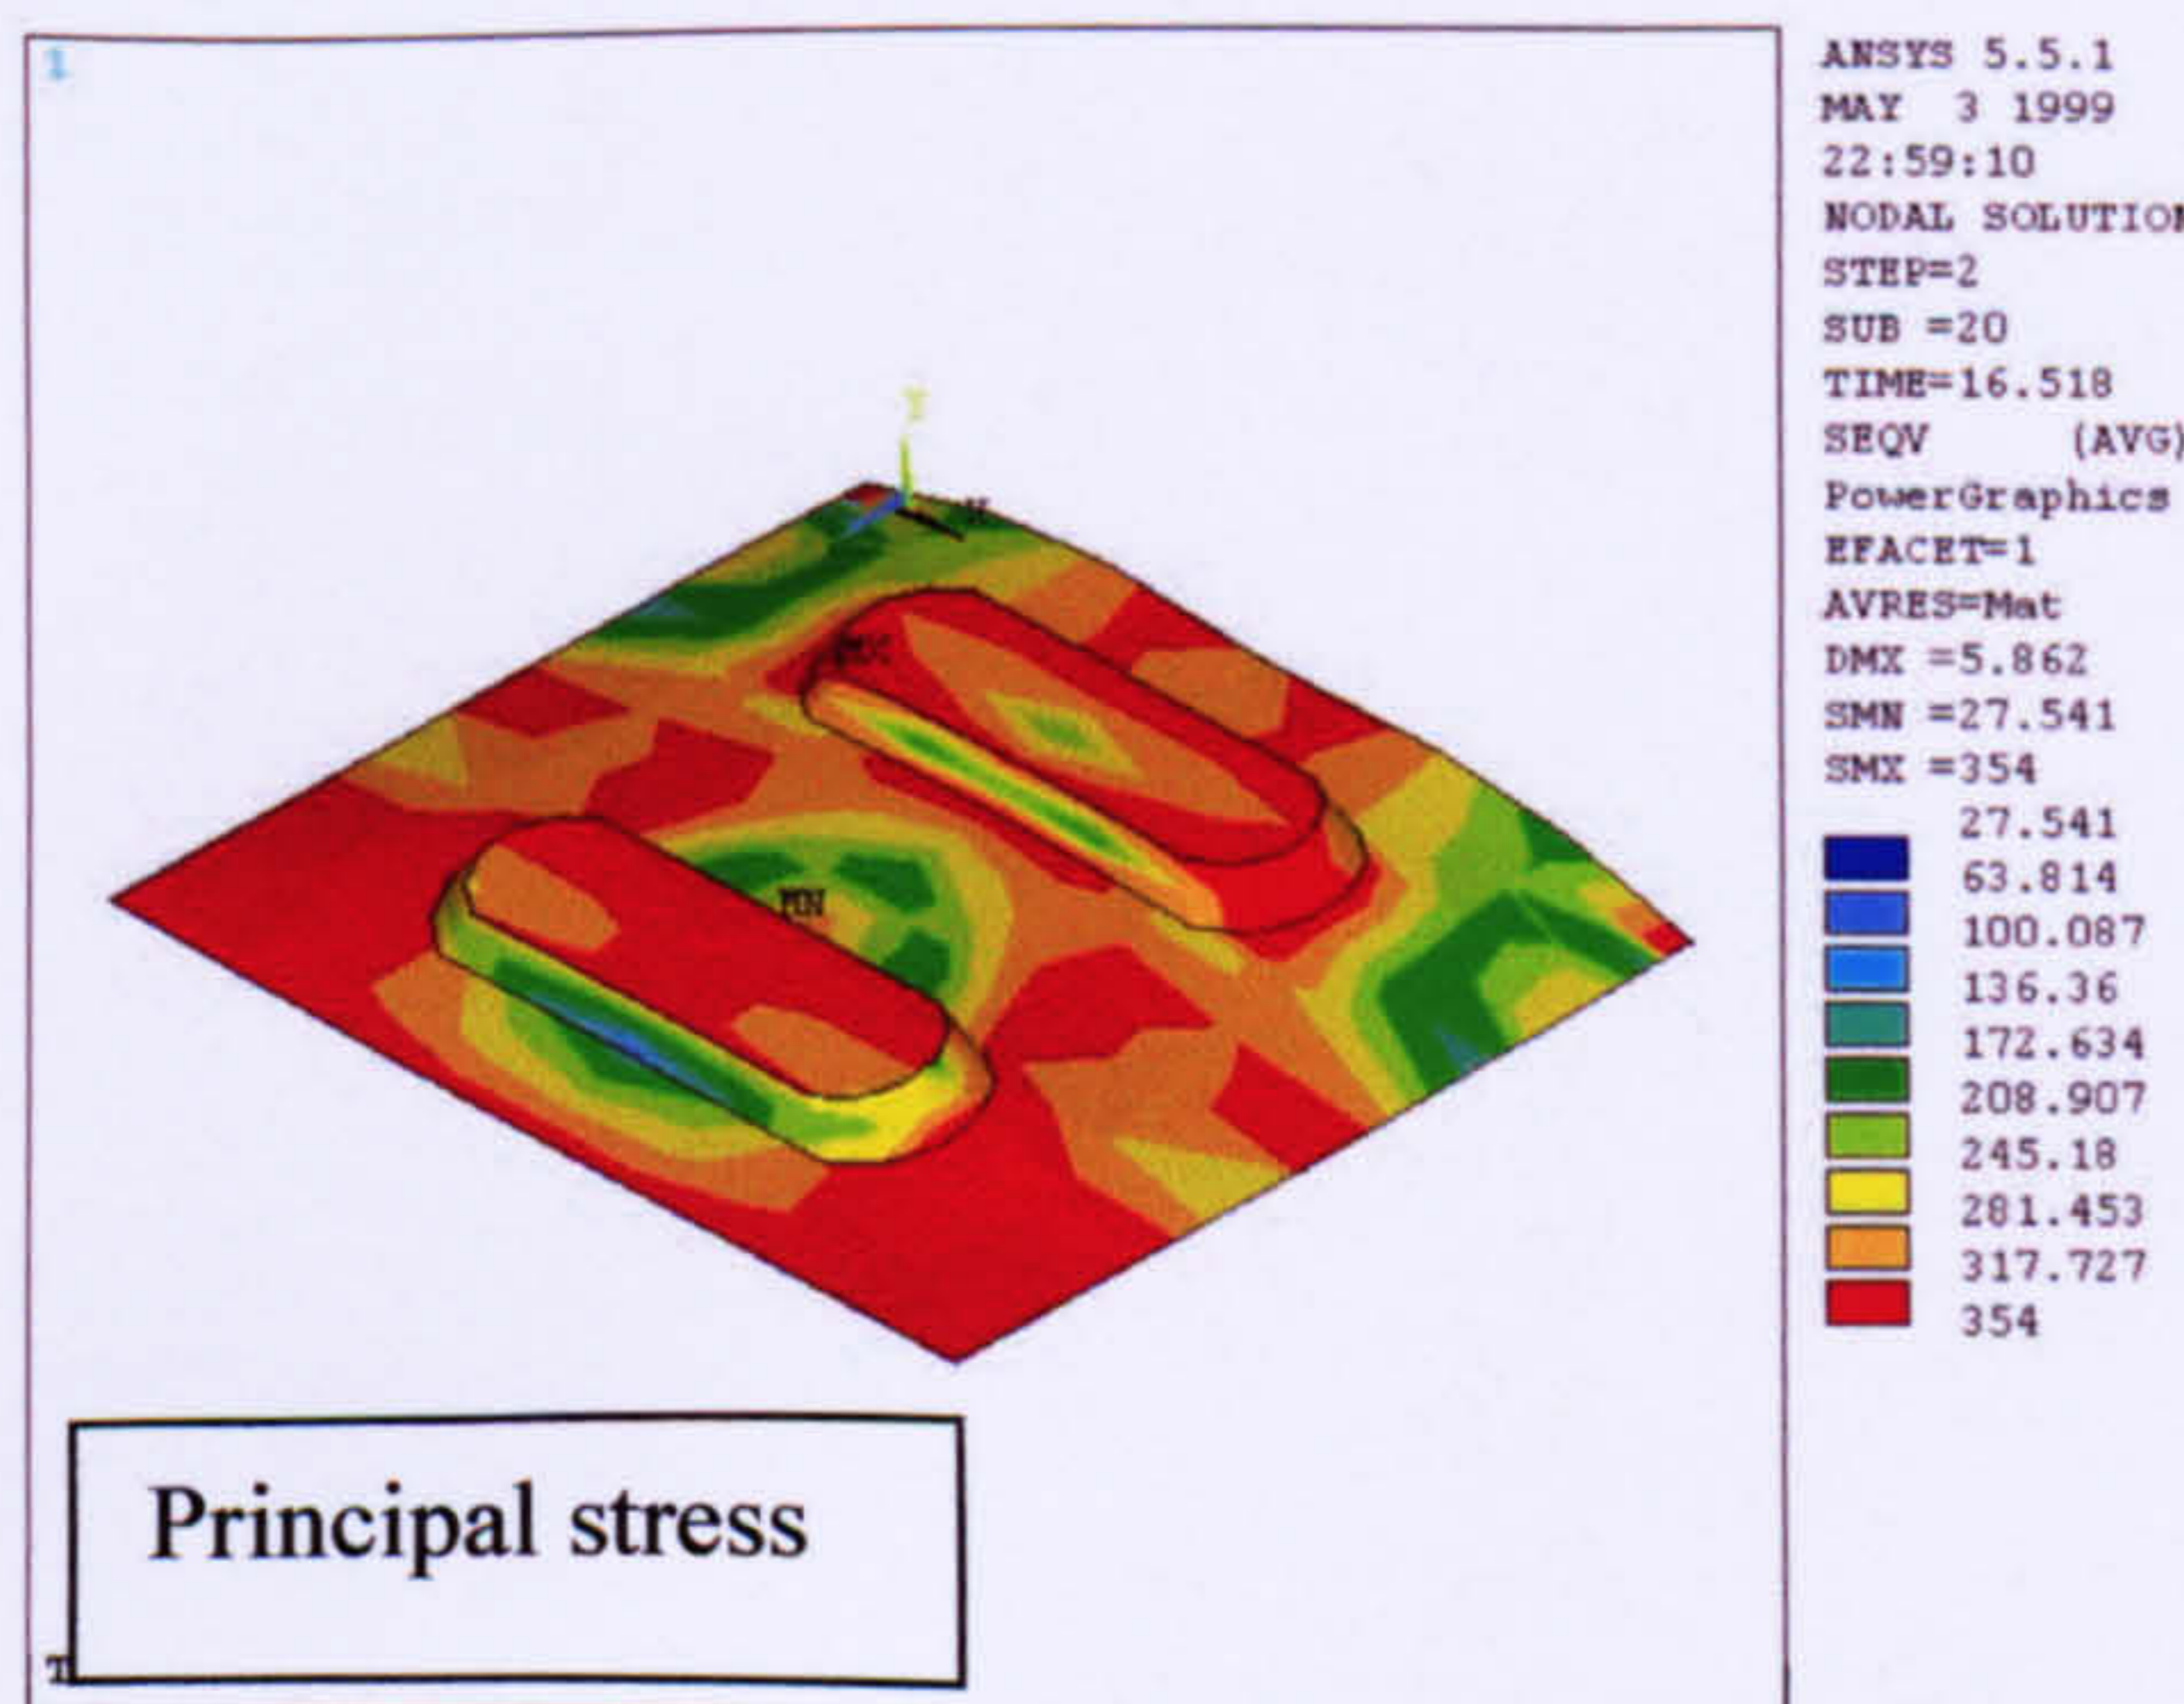 1
ANSYS 5.5.1
MAY 3 1999
22:59:10
NODAL SOLUTION
STEP=2
SUB =20
TIME=16.518
SEQV (AVG)
PowerGraphics
EFACET=1
AVRES=Mat
DMX =5.862
SMN =27.541
SMX =354
27.541
63.814
100.087
136.36
172.634
208.907
245.18
281.453
317.727
354
Y
MX
MN
Principal stress
T